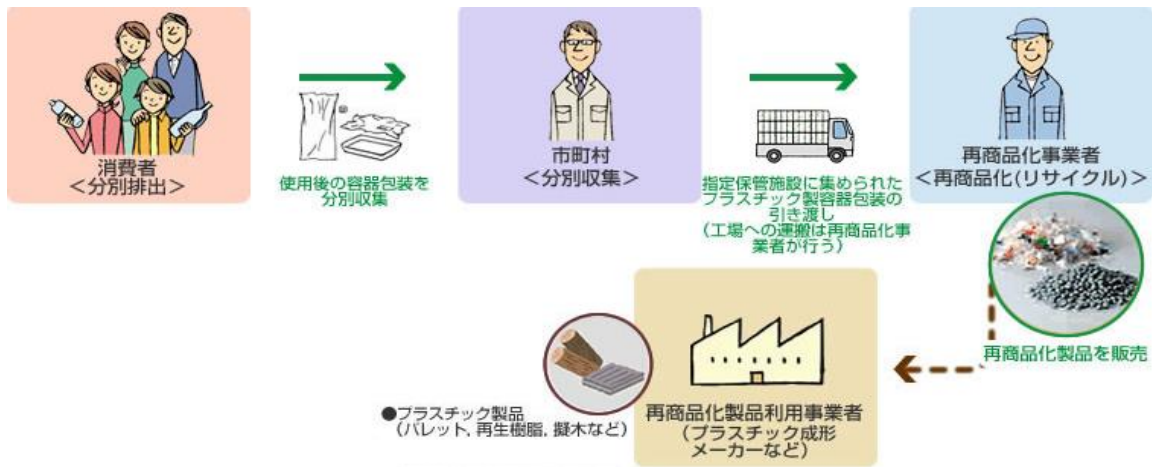 消費者
＜分別排出＞
使用後の容器包装を
分別収集
市町村
＜分別収集＞
指定保管施設に集められた
プラスチック製容器包装の
引き渡し
（工場への運搬は再商品化事
業者が行う）
再商品化事業者
＜再商品化(リサイクル)＞
再商品化製品を販売
再商品化製品利用事業者
（プラスチック成形
メーカーなど）
●プラスチック製品
（パレット, 再生樹脂, 擬木など）